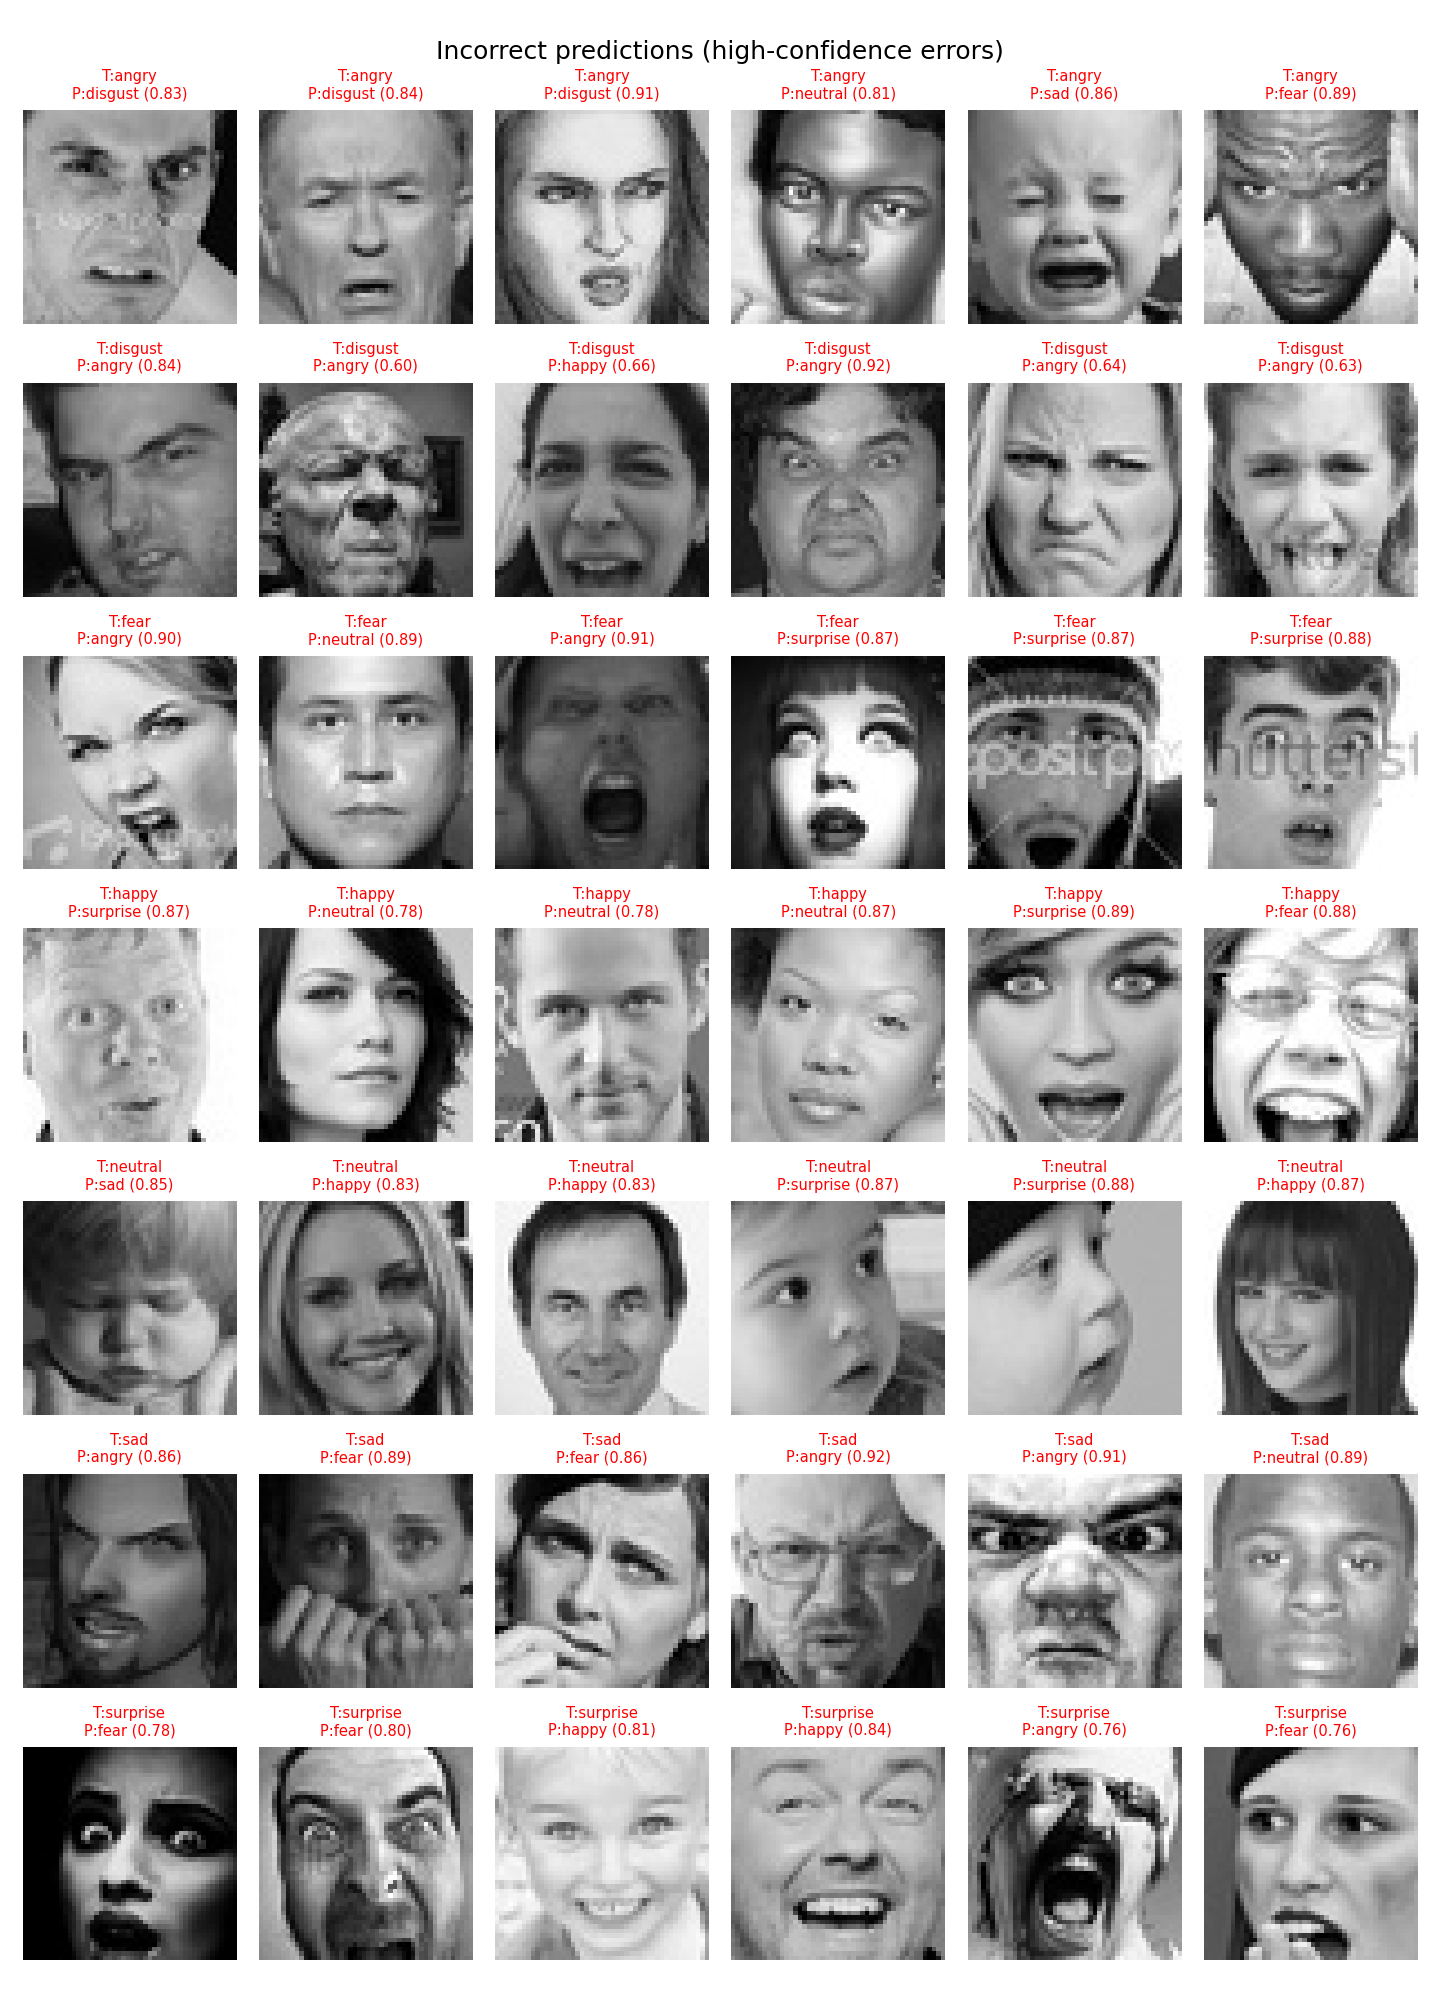 Incorrect predictions (high-confidence errors)
T:angry T:angry T:angry T:angry T:angry T:angry
P:disgust (0.83) P:disgust (0.84) P:disgust (0.91) P:neutral (0.81) P:sad (0.86) P:fear (0.89)
T:disgust T:disgust T:disgust T:disgust T:disgust T:disgust
P:angry (0.84) P:angry (0.60) P:happy (0.66) P:angry (0.92) P:angry (0.64) P:angry (0.63)
T:fear T:fear T:fear T:fear T:fear T:fear
P:angry (0.90) P:neutral (0.89) P:angry (0.91) P:surprise (0.87) P:surprise (0.87) P:surprise (0.88)
positph
hutterst
T:happy T:happy T:happy T:happy T:happy T:happy
P:surprise (0.87) P:neutral (0.78) P:neutral (0.78) P:neutral (0.87) P:surprise (0.89) P:fear (0.88)
T:neutral T:neutral T:neutral T:neutral T:neutral T:neutral
P:sad (0.85) P:happy (0.83) P:happy (0.83) P:surprise (0.87) P:surprise (0.88) P:happy (0.87)
T:sad T:sad T:sad T:sad T:sad T:sad
P:angry (0.86) P:fear (0.89) P:fear (0.86) P:angry (0.92) P:angry (0.91) P:neutral (0.89)
T:surprise T:surprise T:surprise T:surprise T:surprise T:surprise
P:fear (0.78) P:fear (0.80) P:happy (0.81) P:happy (0.84) P:angry (0.76) P:fear (0.76)